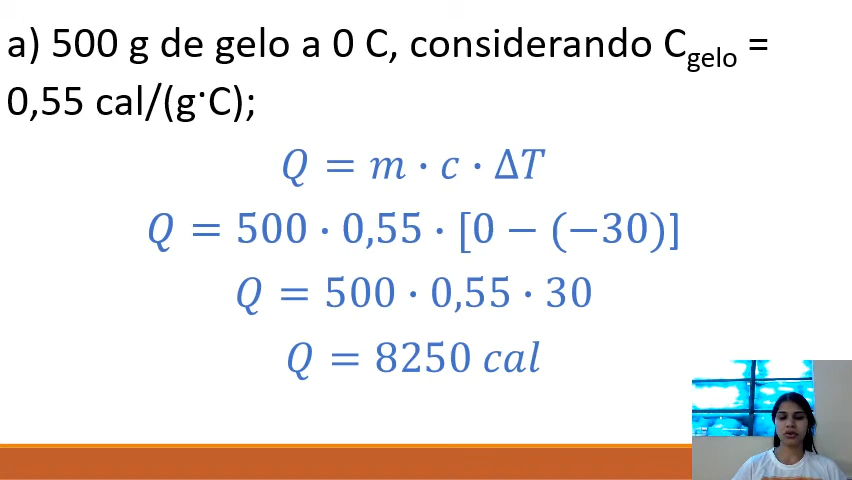 a) 500 g de gelo a 0 C, considerando C_gelo =
0,55 cal/(g·C);
Q = m · c · ΔT
Q = 500 · 0,55 · [0 − (−30)]
Q = 500 · 0,55 · 30
Q = 8250 cal